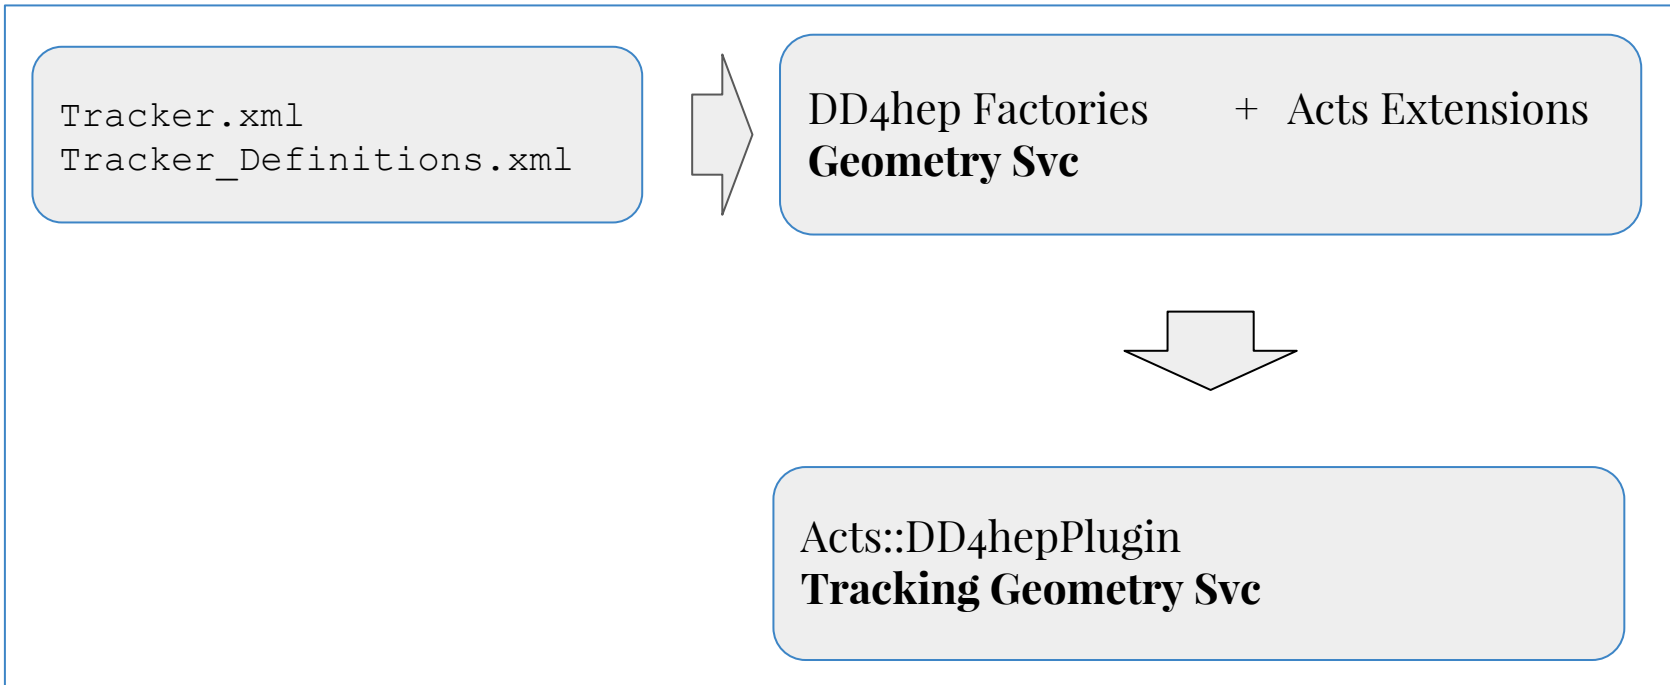 Tracker.xml
Tracker_Definitions.xml
DD4hep Factories + Acts Extensions
Geometry Svc
Acts::DD4hepPlugin
Tracking Geometry Svc